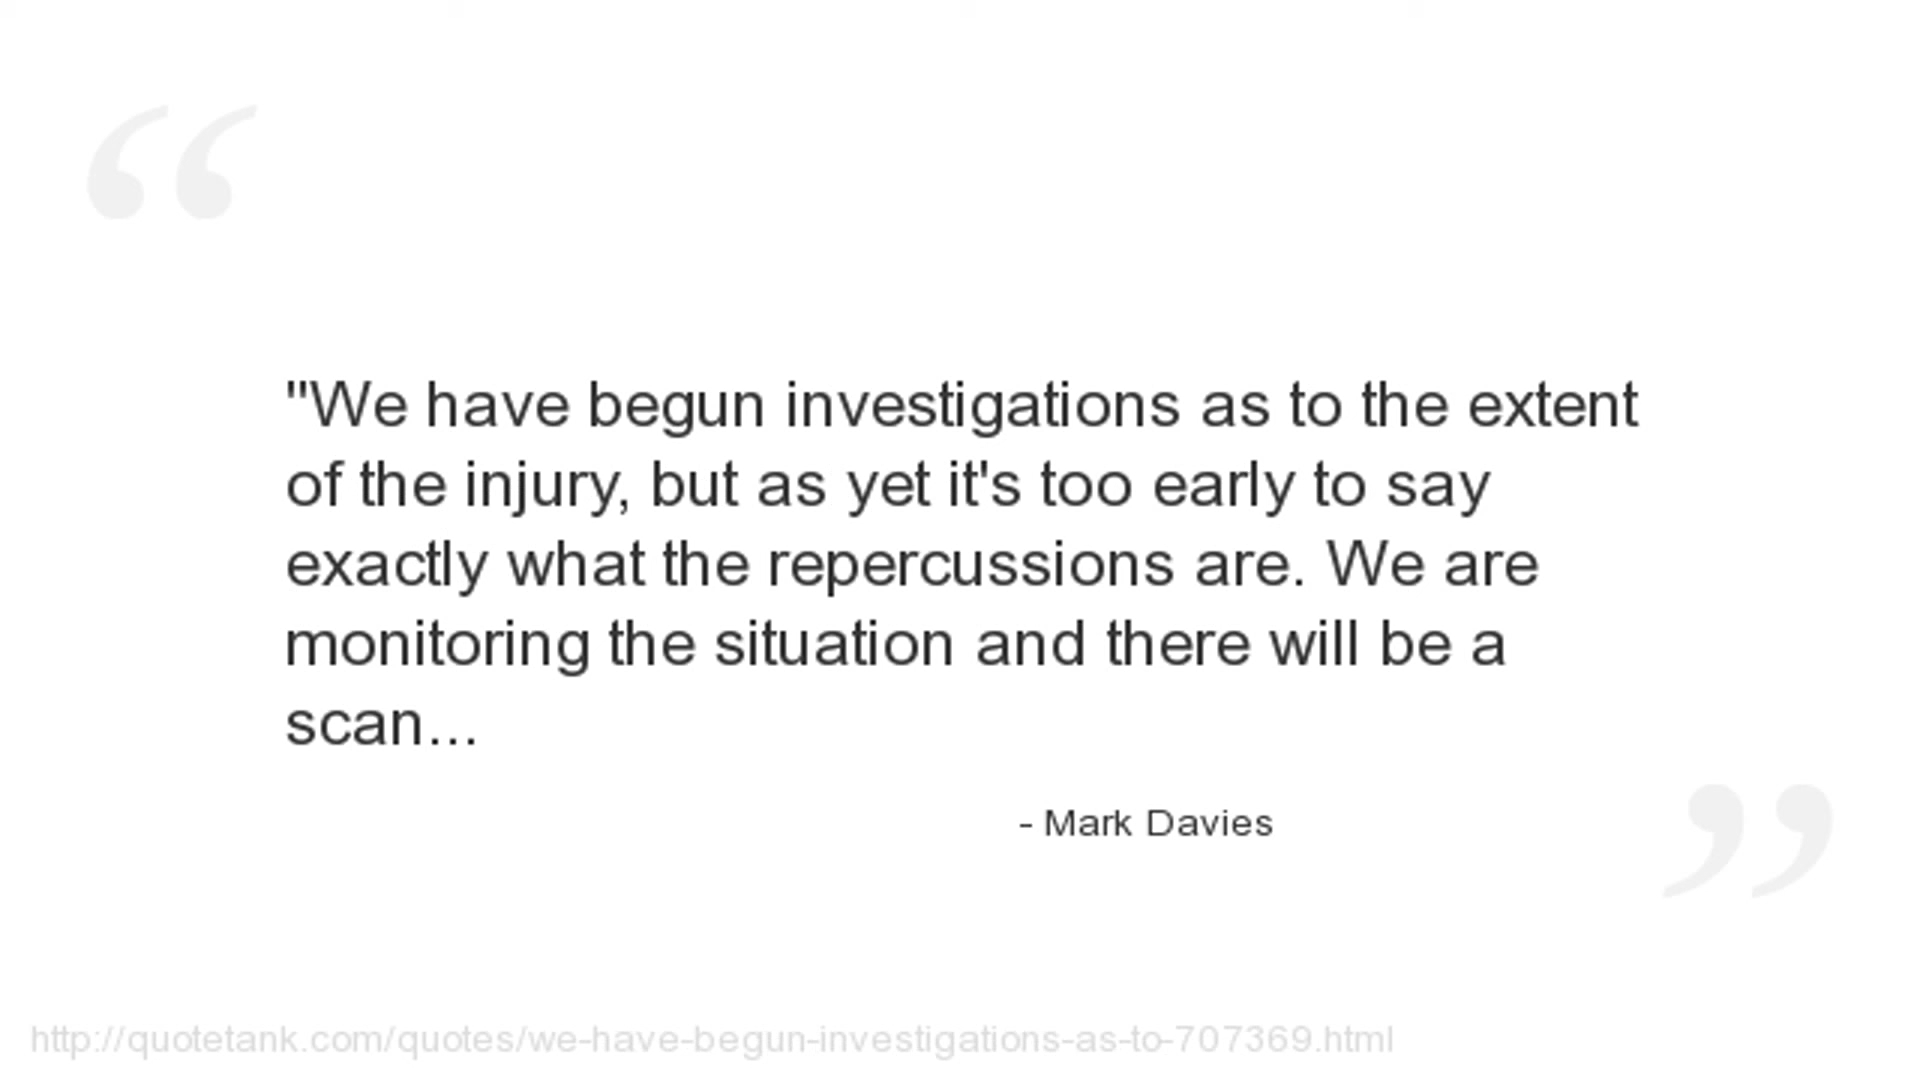 "We have begun investigations as to the extent
of the injury, but as yet it's too early to say
exactly what the repercussions are. We are
monitoring the situation and there will be a
scan...
- Mark Davies
http://quotetank.com/quotes/we-have-begun-investigations-as-to-707369.html